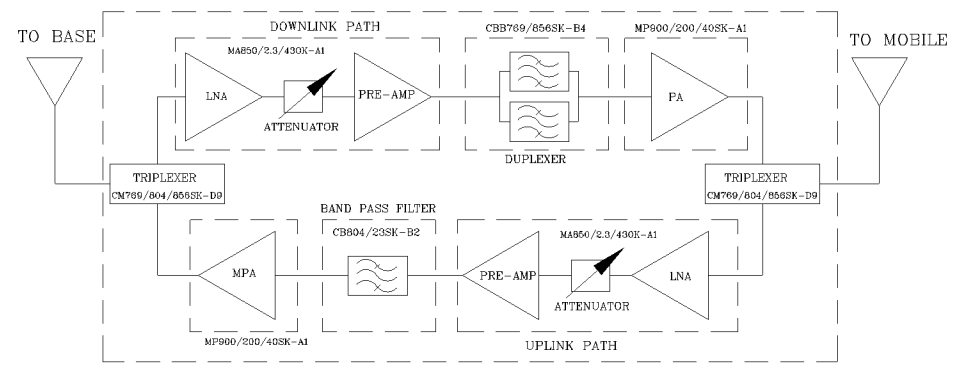 DOWNLINK PATH
CBB769/856SK-B4
MP900/200/40SK-A1
TO BASE
TO MOBILE
MA850/2.3/430K-A1
LNA
PRE-AMP
PA
ATTENUATOR
DUPLEXER
TRIPLEXER
CM769/804/856SK-D9
TRIPLEXER
CM769/804/856SK-D9
BAND PASS FILTER
CB804/23SK-B2
MA850/2.3/430K-A1
MPA
PRE-AMP
LNA
ATTENUATOR
MP900/200/40SK-A1
UPLINK PATH